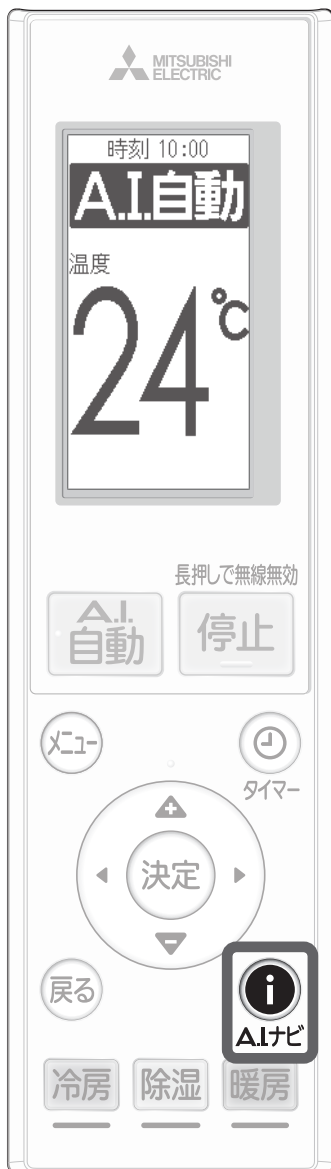 MITSUBISHI
ELECTRIC
時刻 10:00
A.I.自動
温度
24℃
長押しで無線無効
A.I.
自動
停止
メニュー
タイマー
決定
戻る
i
A.I.ナビ
冷房
除湿
暖房